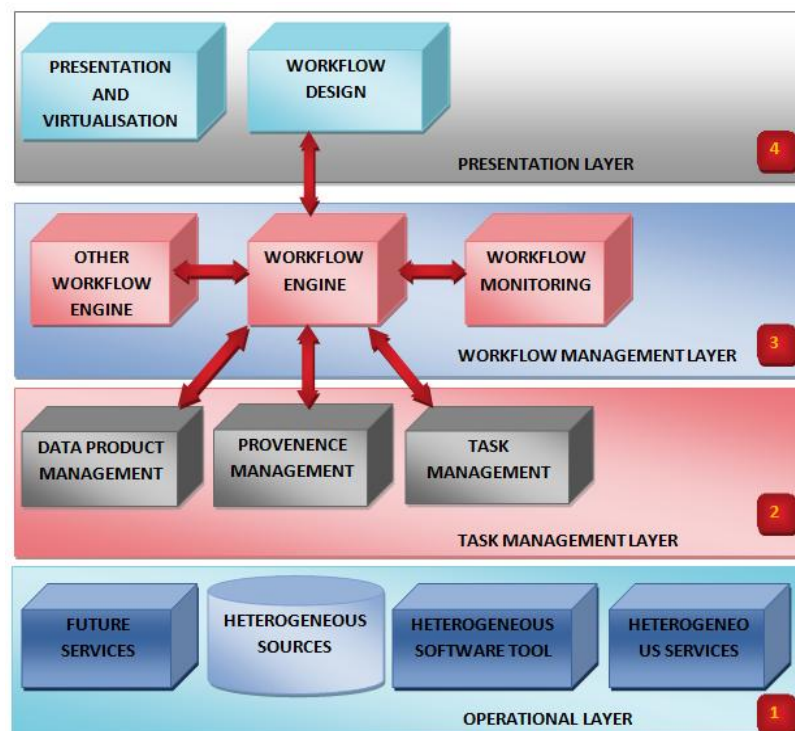 PRESENTATION
AND
VIRTUALISATION
WORKFLOW
DESIGN
4
PRESENTATION LAYER
OTHER
WORKFLOW
ENGINE
WORKFLOW
ENGINE
WORKFLOW
MONITORING
3
WORKFLOW MANAGEMENT LAYER
DATA PRODUCT
MANAGEMENT
PROVENENCE
MANAGEMENT
TASK
MANAGEMENT
2
TASK MANAGEMENT LAYER
FUTURE
SERVICES
HETEROGENEOUS
SOURCES
HETEROGENEOUS
SOFTWARE TOOL
HETEROGENEO
US SERVICES
1
OPERATIONAL LAYER